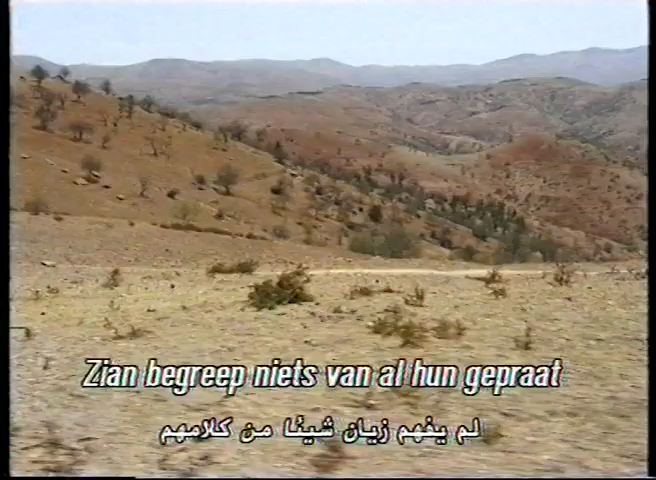 Zian begreep niets van al hun gepraat
لم يفهم زيان شيئا من كلامهم